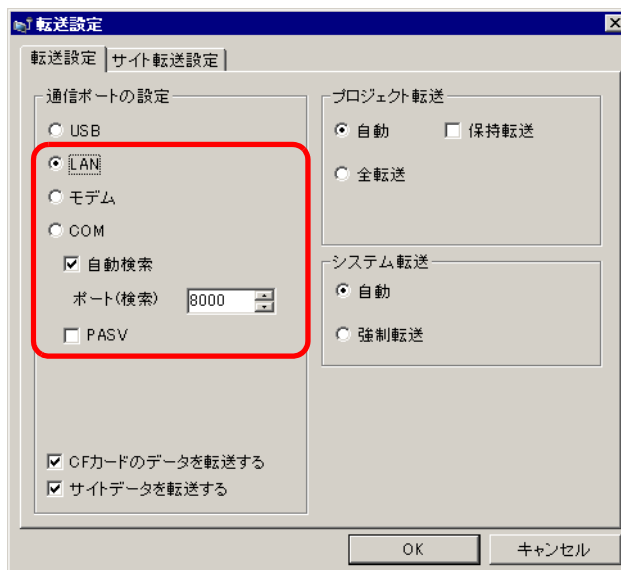 転送設定
転送設定 サイト転送設定
通信ポートの設定
USB
LAN
モデム
COM
自動検索
ポート(検索) 8000
PASV
CFカードのデータを転送する
サイトデータを転送する
プロジェクト転送
自動 保持転送
全転送
システム転送
自動
強制転送
OK キャンセル